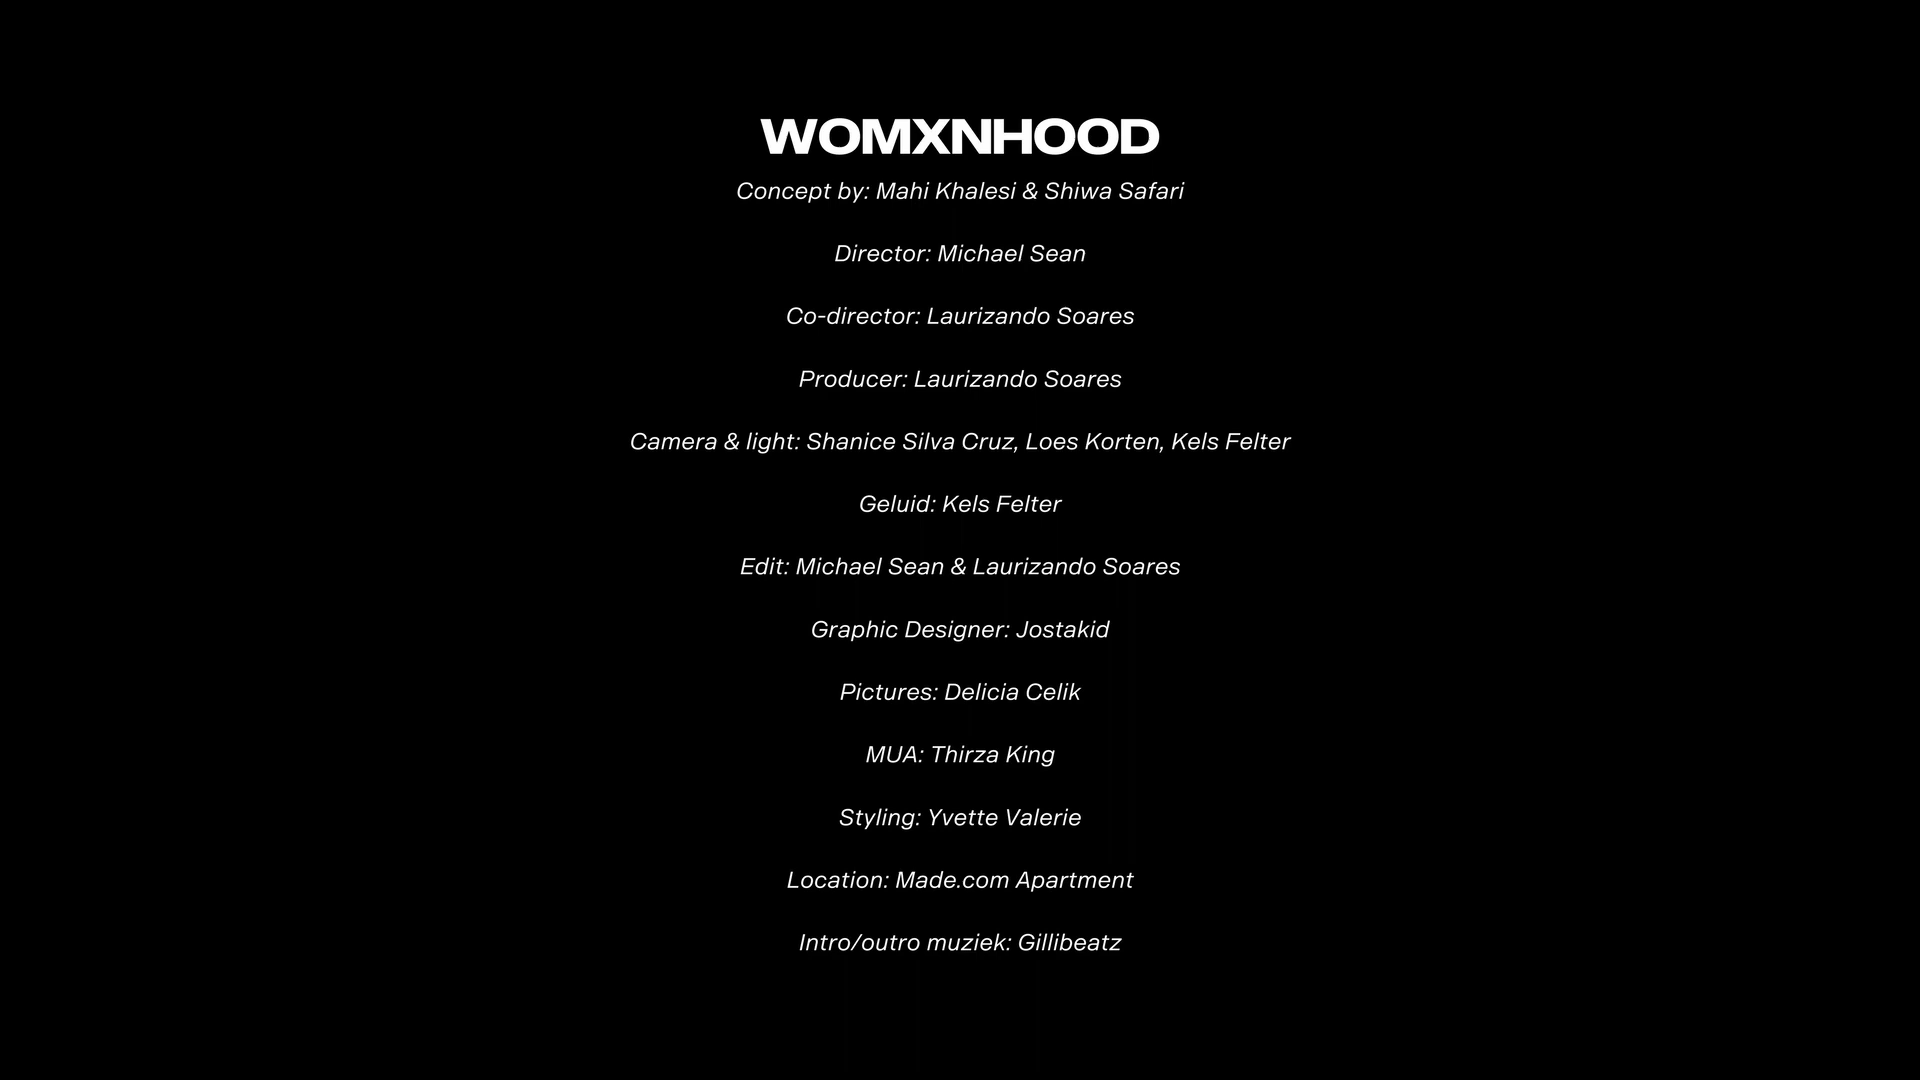 WOMXNHOOD
Concept by: Mahi Khalesi & Shiwa Safari
Director: Michael Sean
Co-director: Laurizando Soares
Producer: Laurizando Soares
Camera & light: Shanice Silva Cruz, Loes Korten, Kels Felter
Geluid: Kels Felter
Edit: Michael Sean & Laurizando Soares
Graphic Designer: Jostakid
Pictures: Delicia Celik
MUA: Thirza King
Styling: Yvette Valerie
Location: Made.com Apartment
Intro/outro muziek: Gillibeatz